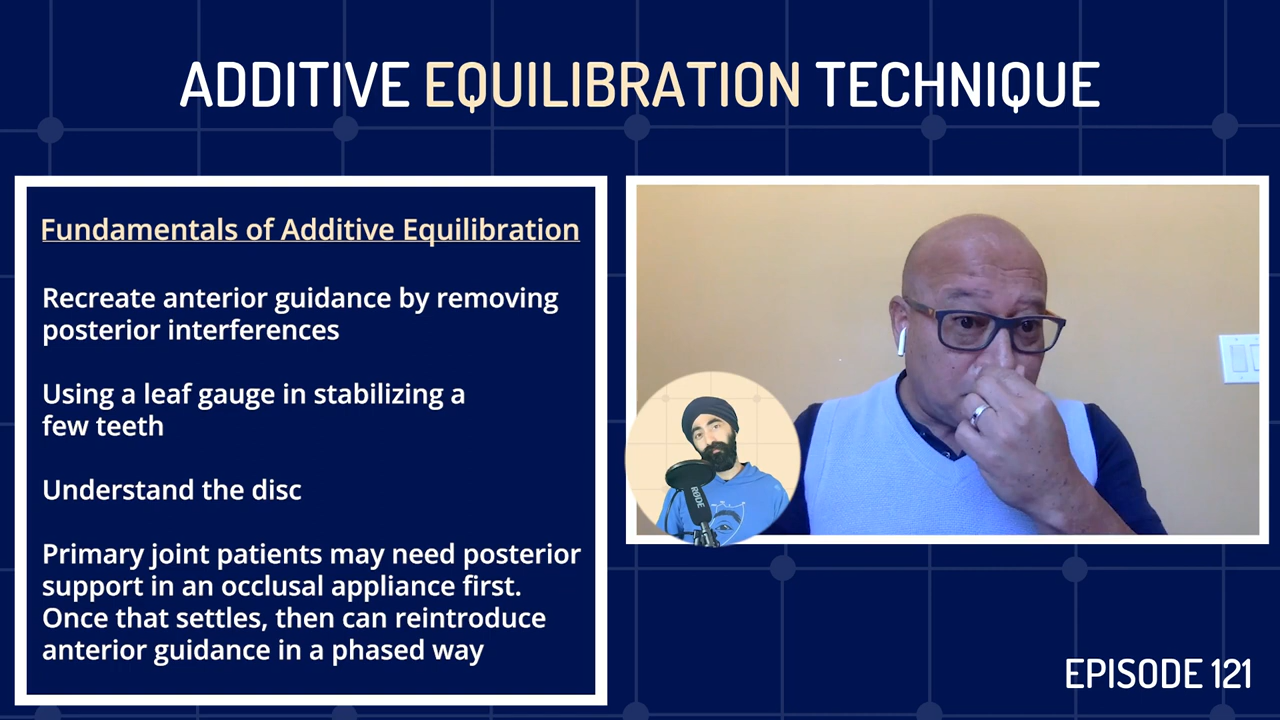 ADDITIVE EQUILIBRATION TECHNIQUE
Fundamentals of Additive Equilibration
Recreate anterior guidance by removing
posterior interferences
Using a leaf gauge in stabilizing a
few teeth
Understand the disc
Primary joint patients may need posterior
support in an occlusal appliance first.
Once that settles, then can reintroduce
anterior guidance in a phased way
RØDE
EPISODE 121